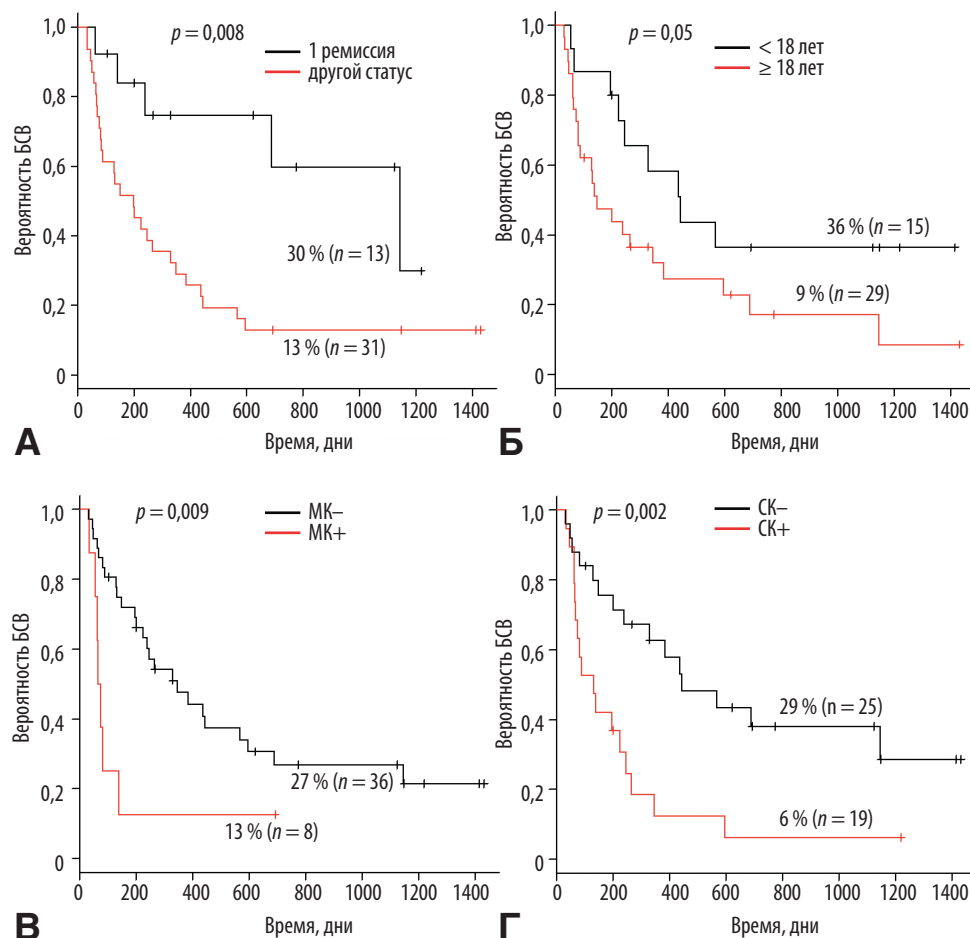 p = 0,008
1 ремиссия
другой статус
Вероятность БСВ
1,0
0,8
0,6
0,4
0,2
0
30 % (n = 13)
13 % (n = 31)
0 200 400 600 800 1000 1200 1400
Время, дни
А
p = 0,05
< 18 лет
≥ 18 лет
Вероятность БСВ
1,0
0,8
0,6
0,4
0,2
0
36 % (n = 15)
9 % (n = 29)
0 200 400 600 800 1000 1200 1400
Время, дни
Б
p = 0,009
МК–
МК+
Вероятность БСВ
1,0
0,8
0,6
0,4
0,2
0
27 % (n = 36)
13 % (n = 8)
0 200 400 600 800 1000 1200 1400
Время, дни
В
p = 0,002
СК–
СК+
Вероятность БСВ
1,0
0,8
0,6
0,4
0,2
0
29 % (n = 25)
6 % (n = 19)
0 200 400 600 800 1000 1200 1400
Время, дни
Г